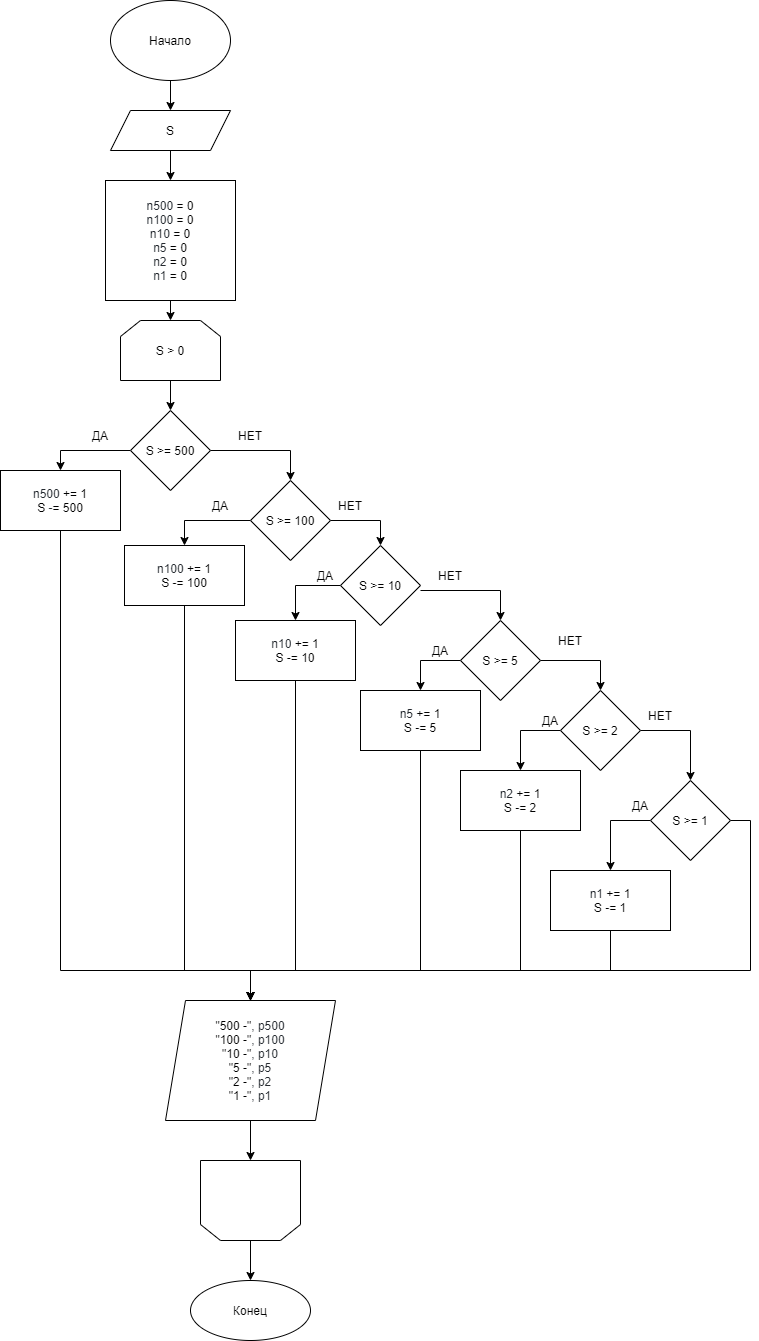 Начало
S
n500 = 0
n100 = 0
n10 = 0
n5 = 0
n2 = 0
n1 = 0
S > 0
ДА
НЕТ
S >= 500
n500 += 1
S -= 500
ДА
НЕТ
S >= 100
n100 += 1
S -= 100
ДА
НЕТ
S >= 10
n10 += 1
S -= 10
ДА
НЕТ
S >= 5
n5 += 1
S -= 5
ДА
НЕТ
S >= 2
n2 += 1
S -= 2
ДА
S >= 1
n1 += 1
S -= 1
"500 -", p500
"100 -", p100
"10 -", p10
"5 -", p5
"2 -", p2
"1 -", p1
Конец